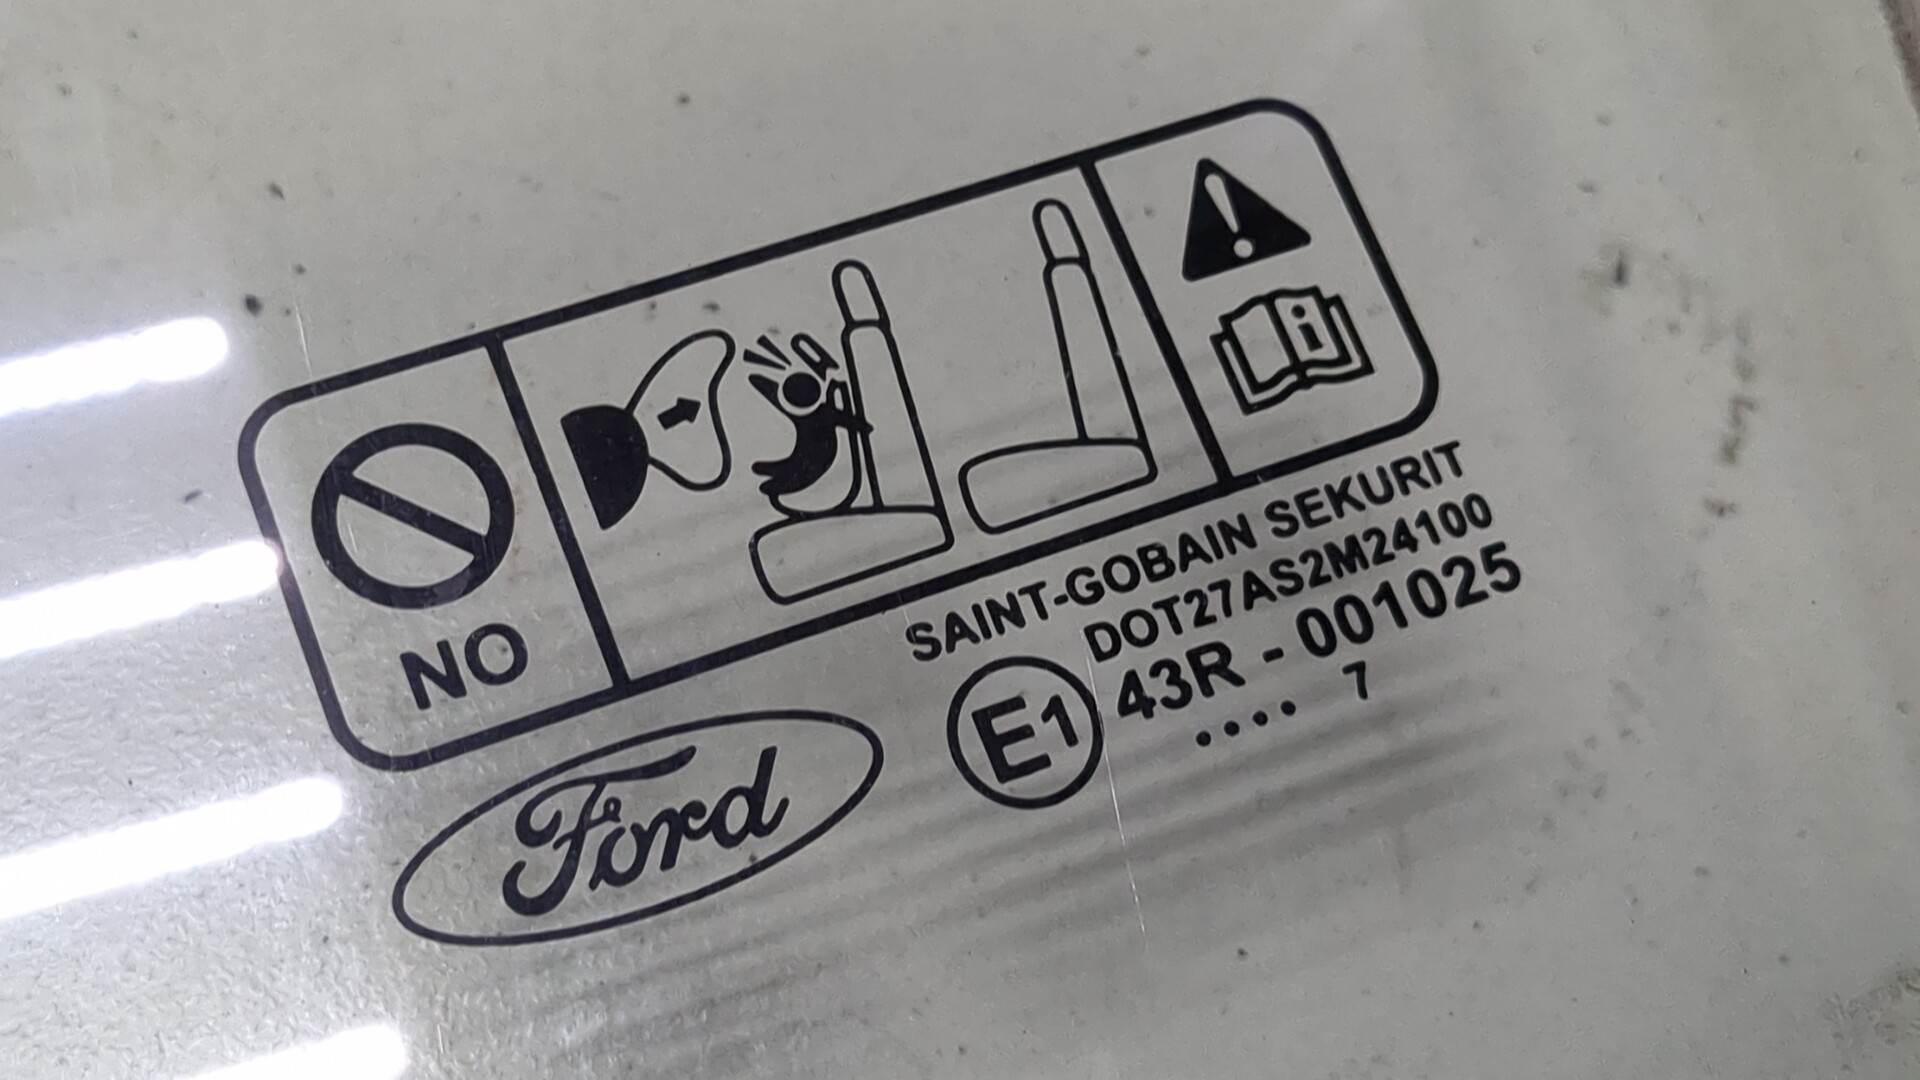 NO
i
SAINT-GOBAIN SEKURIT
DOT27AS2M24100
E1 43R - 001025
.... 7
Ford